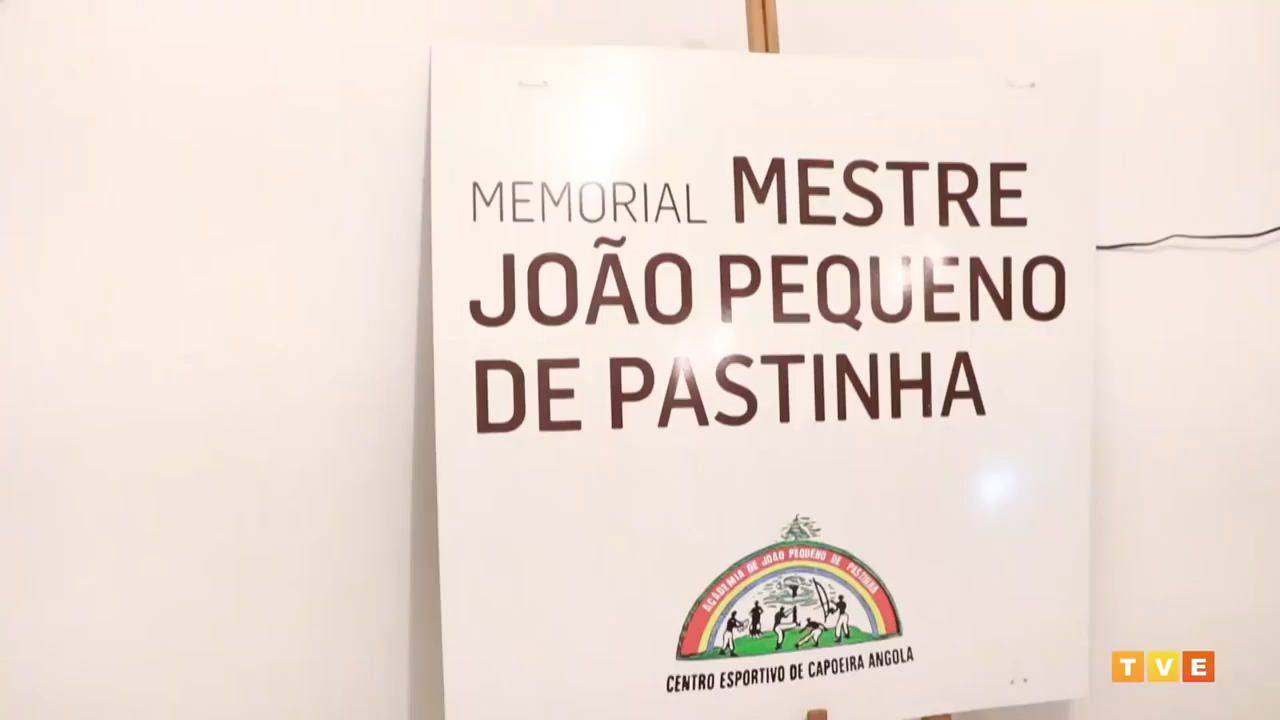 MEMORIAL MESTRE
JOÃO PEQUENO
DE PASTINHA
ACADEMIA DE JOÃO PEQUENO DE PASTINHA
CENTRO ESPORTIVO DE CAPOEIRA ANGOLA
TVE